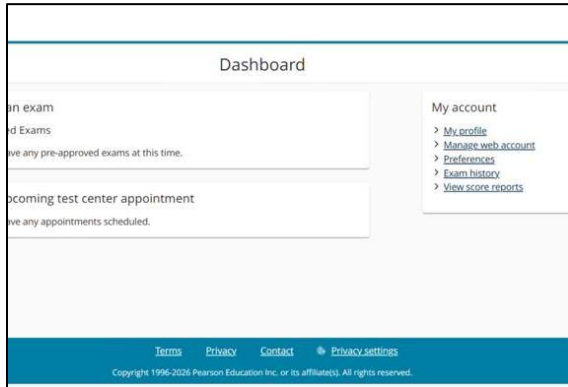 Dashboard
an exam
ed Exams
ave any pre-approved exams at this time.
pcoming test center appointment
ave any appointments scheduled.
My account
My profile
Manage web account
Preferences
Exam history
View score reports
Terms Privacy Contact Privacy settings
Copyright 1996-2026 Pearson Education Inc. or its affiliate(s). All rights reserved.